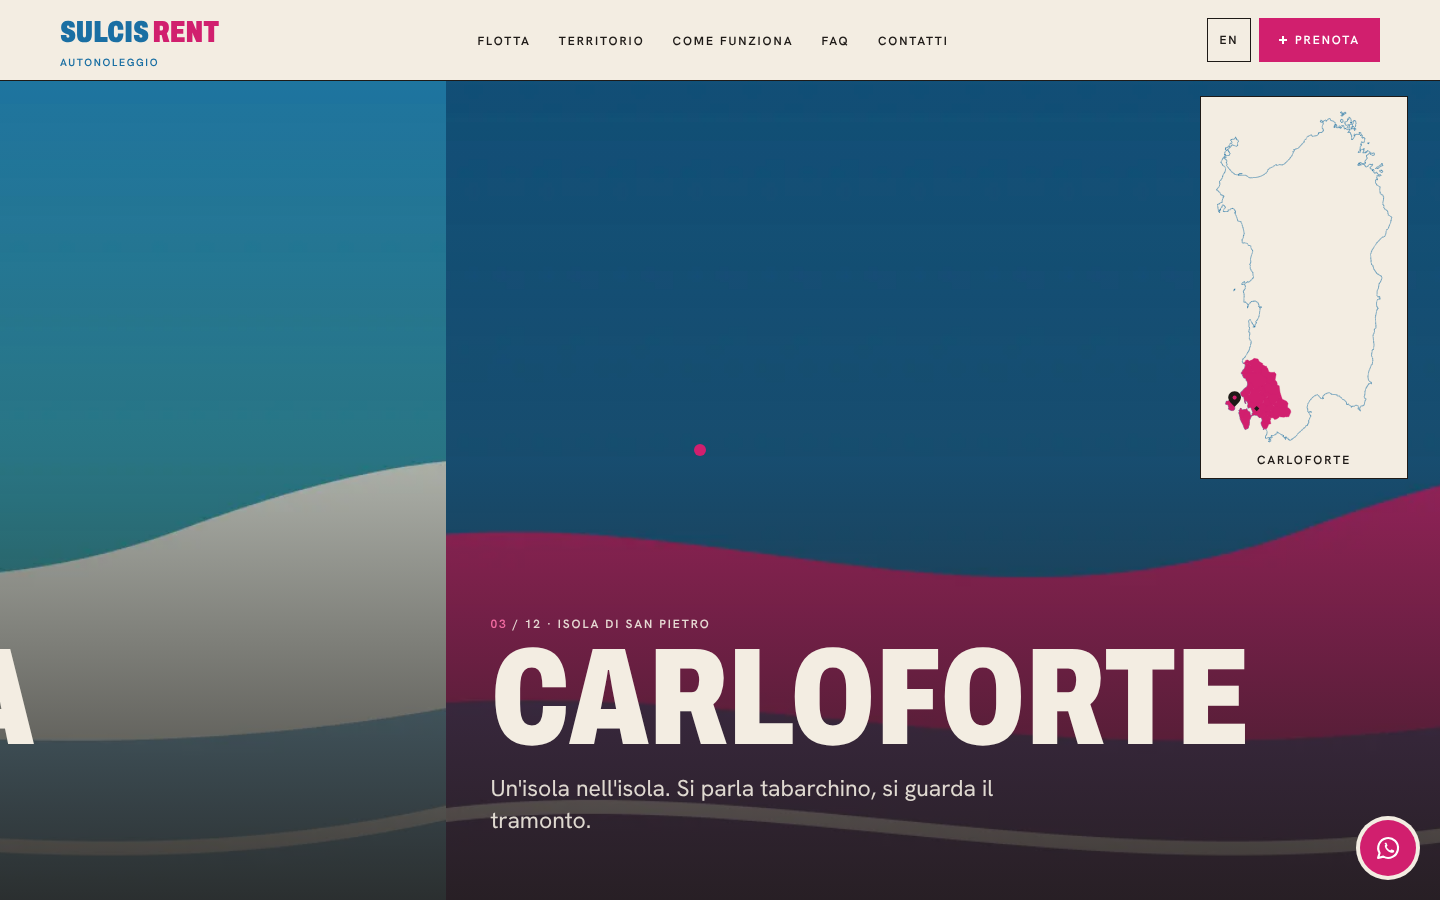 SULCIS RENT
AUTONOLEGGIO
FLOTTA
TERRITORIO
COME FUNZIONA
FAQ
CONTATTI
EN
+ PRENOTA
CARLOFORTE
03 / 12 · ISOLA DI SAN PIETRO
A
CARLOFORTE
Un'isola nell'isola. Si parla tabarchino, si guarda il
tramonto.